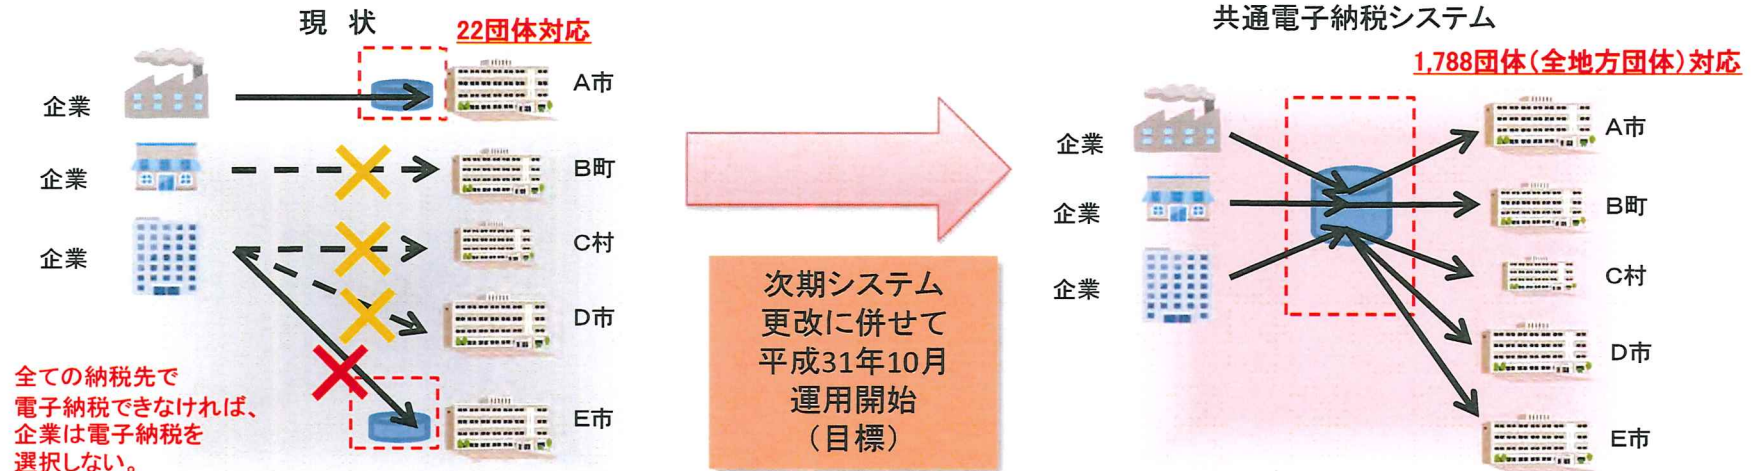 現 状
22団体対応
企業
A市
企業
B町
企業
C村
D市
E市
全ての納税先で
電子納税できなければ、
企業は電子納税を
選択しない。
次期システム
更改に併せて
平成31年10月
運用開始
（目標）
共通電子納税システム
1,788団体（全地方団体）対応
企業
A市
企業
B町
企業
C村
D市
E市